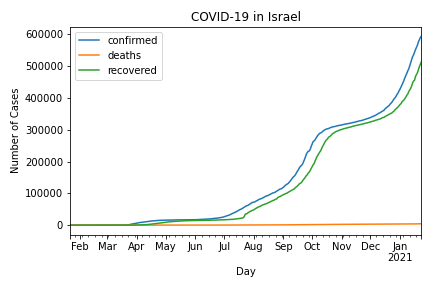 COVID-19 in Israel
confirmed
deaths
recovered
Number of Cases
600000
500000
400000
300000
200000
100000
0
Feb Mar Apr May Jun Jul Aug Sep Oct Nov Dec Jan
2021
Day